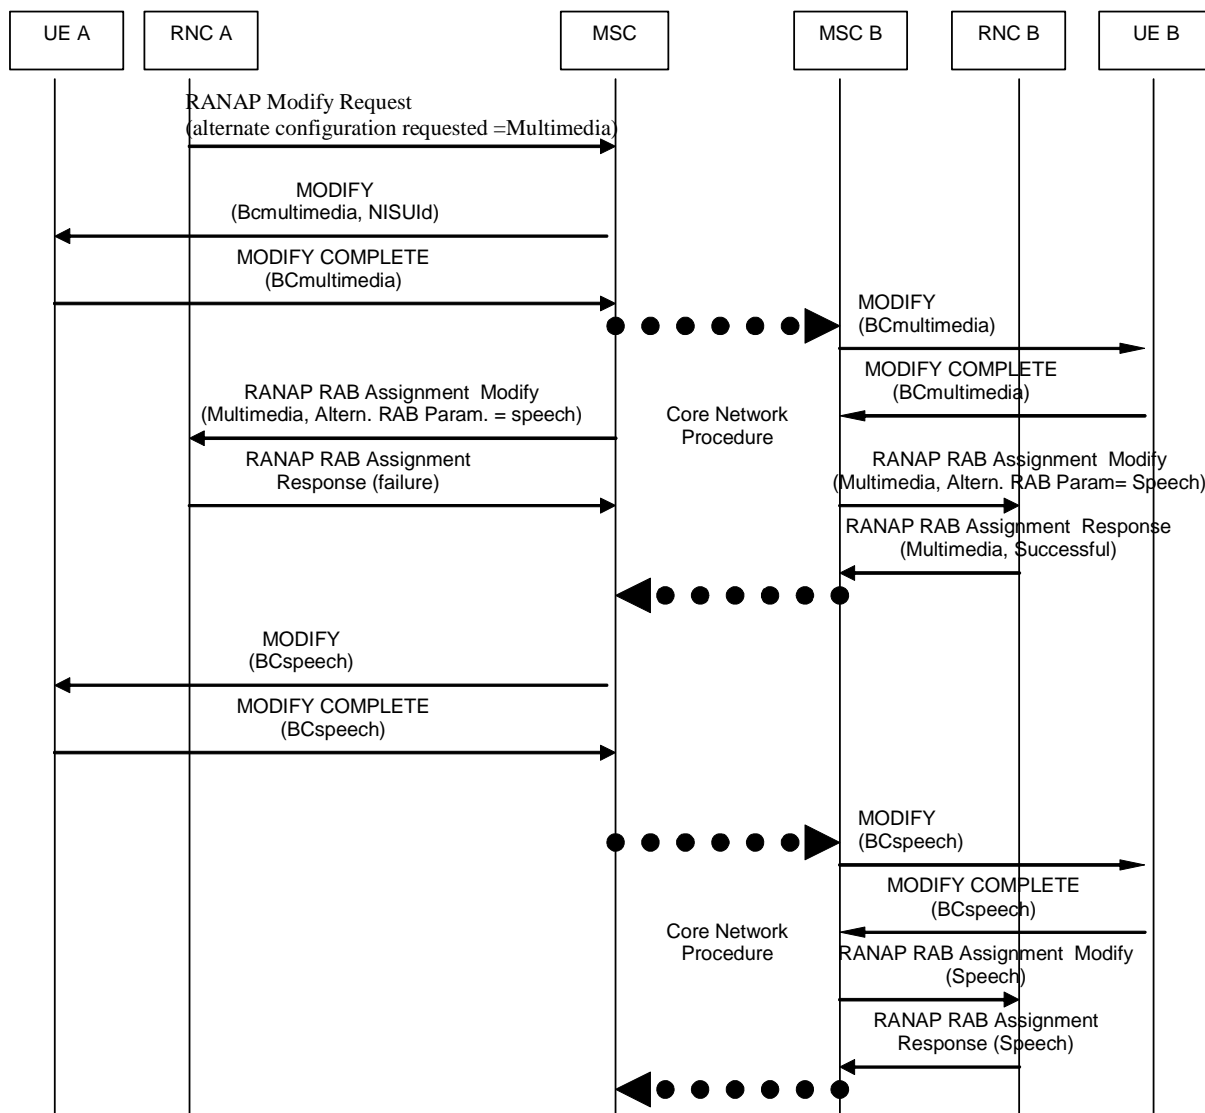 UE A
RNC A
MSC
MSC B
RNC B
UE B
RANAP Modify Request
(alternate configuration requested =Multimedia)
MODIFY
(Bcmultimedia, NISUId)
MODIFY COMPLETE
(BCmultimedia)
MODIFY
(BCmultimedia)
MODIFY COMPLETE
(BCmultimedia)
RANAP RAB Assignment Modify
(Multimedia, Altern. RAB Param. = speech)
Core Network
Procedure
RANAP RAB Assignment
Response (failure)
RANAP RAB Assignment Modify
(Multimedia, Altern. RAB Param= Speech)
RANAP RAB Assignment Response
(Multimedia, Successful)
MODIFY
(BCspeech)
MODIFY COMPLETE
(BCspeech)
MODIFY
(BCspeech)
MODIFY COMPLETE
(BCspeech)
Core Network
Procedure
RANAP RAB Assignment Modify
(Speech)
RANAP RAB Assignment
Response (Speech)